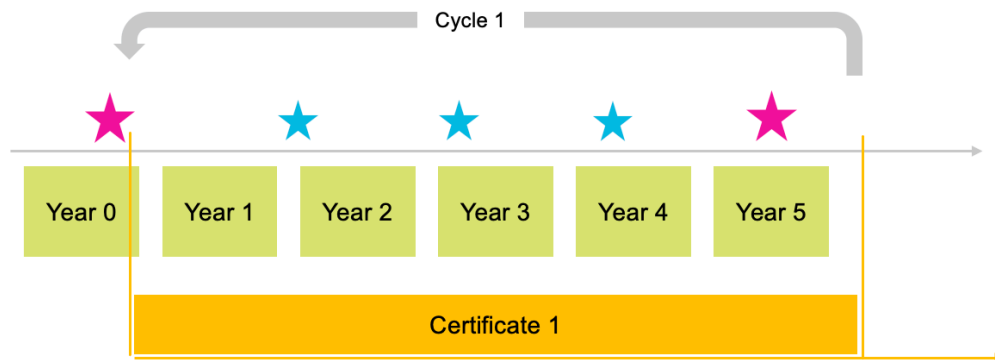 Cycle 1
Year 0
Year 1
Year 2
Year 3
Year 4
Year 5
Certificate 1